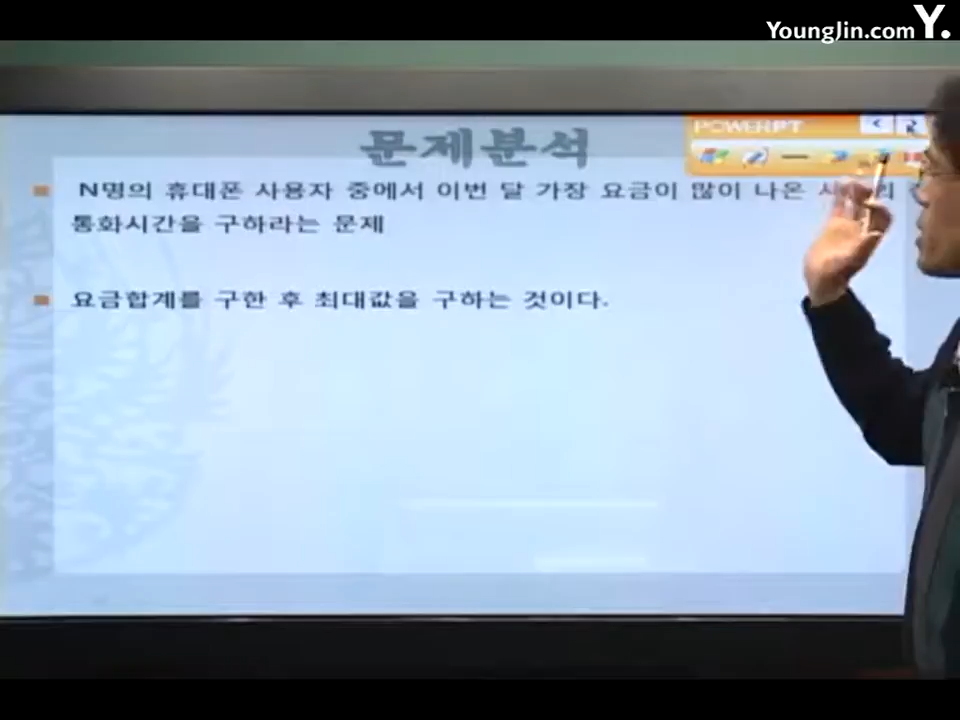 YoungJin.com Y.
문제분석
POWERPT
N명의 휴대폰 사용자 중에서 이번 달 가장 요금이 많이 나온
통화시간을 구하라는 문제
요금합계를 구한 후 최대값을 구하는 것이다.